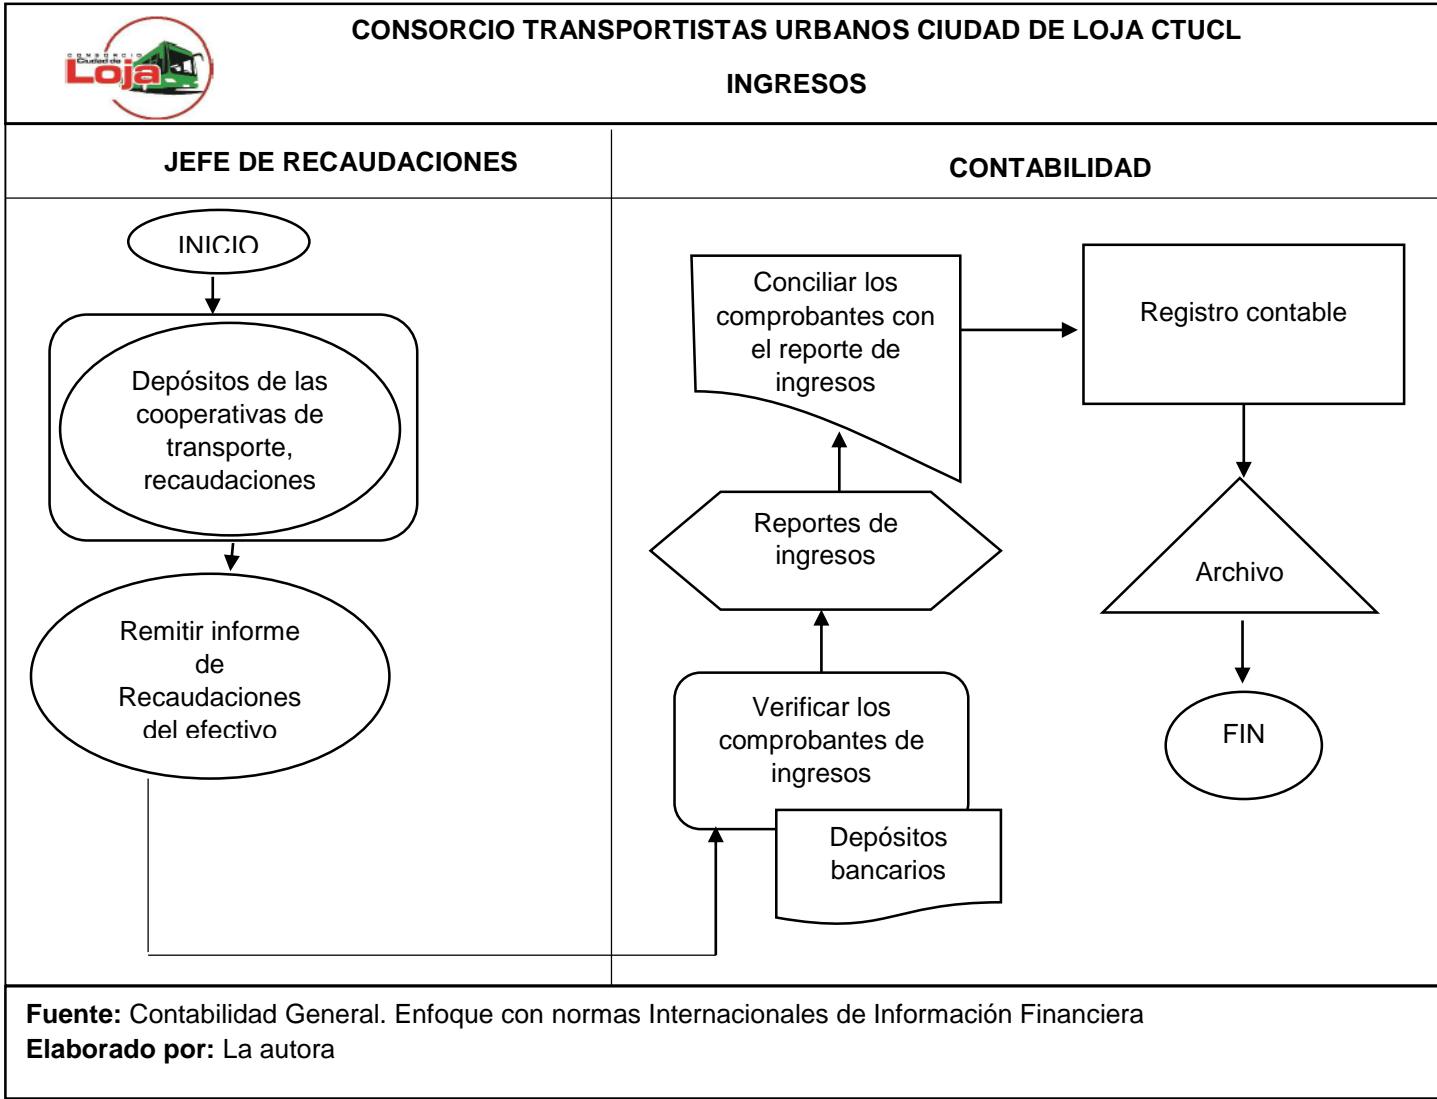 CONSORCIO TRANSPORTISTAS URBANOS CIUDAD DE LOJA CTUCL
CONSORCIO
Ciudad de
Loja
INGRESOS
JEFE DE RECAUDACIONES
CONTABILIDAD
INICIO
Depósitos de las
cooperativas de
transporte,
recaudaciones
Remitir informe
de
Recaudaciones
del efectivo
Conciliar los
comprobantes con
el reporte de
ingresos
Registro contable
Reportes de
ingresos
Archivo
Verificar los
comprobantes de
ingresos
Depósitos
bancarios
FIN
Fuente: Contabilidad General. Enfoque con normas Internacionales de Información Financiera
Elaborado por: La autora